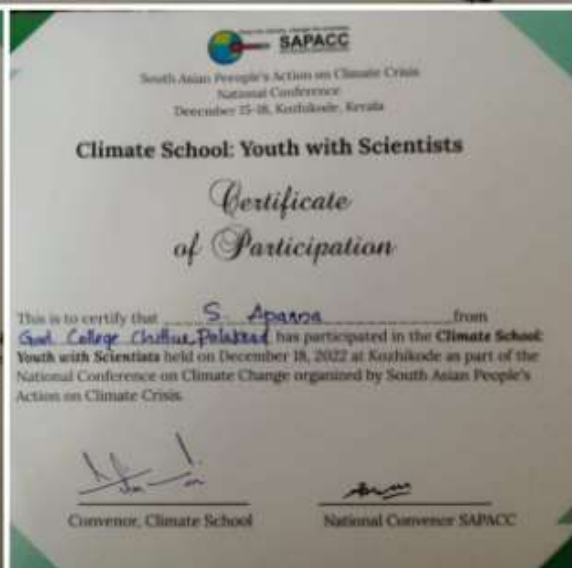 SAPACC
South Asian People's Action on Climate Crisis
National Conference
December 15-18, Kozhikode, Kerala
Climate School: Youth with Scientists
Certificate
of Participation
This is to certify that S. Aparna from
Govt. College Chittur, Palakkad has participated in the Climate School:
Youth with Scientists held on December 18, 2022 at Kozhikode as part of the
National Conference on Climate Change organized by South Asian People's
Action on Climate Crisis.
Convenor, Climate School
National Convenor SAPACC